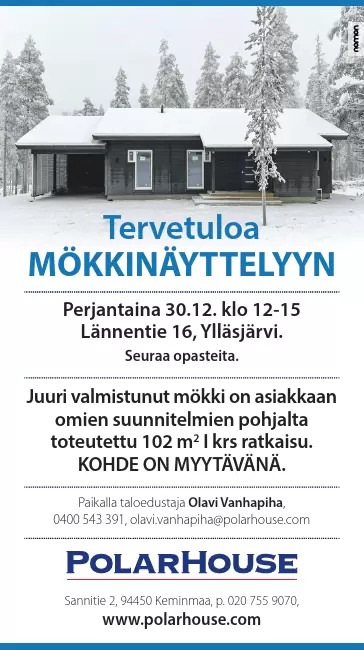 noman
Tervetuloa
MÖKKINÄYTTELYYN
Perjantaina 30.12. klo 12-15
Lännentie 16, Ylläsjärvi.
Seuraa opasteita.
Juuri valmistunut mökki on asiakkaan
omien suunnitelmien pohjalta
toteutettu 102 m² I krs ratkaisu.
KOHDE ON MYYTÄVÄNÄ.
Paikalla taloedustaja Olavi Vanhapiha,
0400 543 391, olavi.vanhapiha@polarhouse.com
POLARHOUSE
Sannitie 2, 94450 Keminmaa, p. 020 755 9070,
www.polarhouse.com